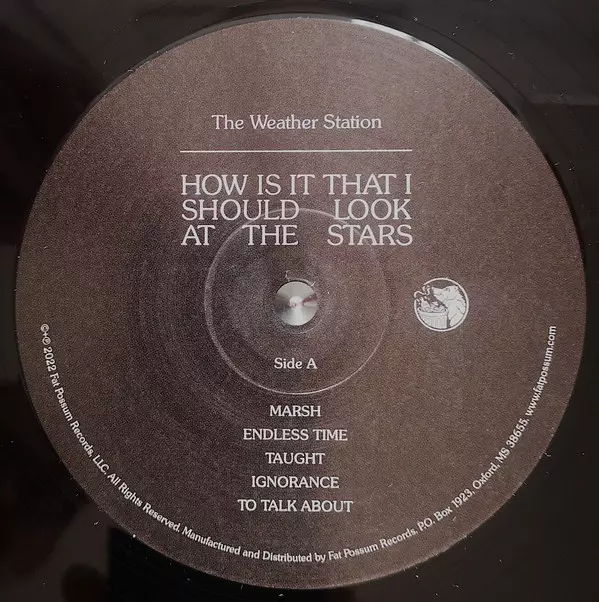 The Weather Station
HOW IS IT THAT I
SHOULD LOOK
AT THE STARS
Side A
MARSH
ENDLESS TIME
TAUGHT
IGNORANCE
TO TALK ABOUT
©+℗ 2022 Fat Possum Records, LLC. All Rights Reserved. Manufactured and Distributed by Fat Possum Records, P.O. Box 1923, Oxford, MS 38655, www.fatpossum.com